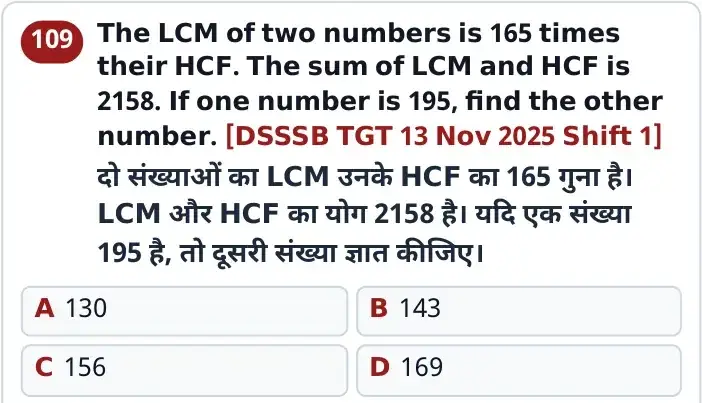 109 The LCM of two numbers is 165 times
their HCF. The sum of LCM and HCF is
2158. If one number is 195, find the other
number. [DSSSB TGT 13 Nov 2025 Shift 1]
दो संख्याओं का LCM उनके HCF का 165 गुना है।
LCM और HCF का योग 2158 है। यदि एक संख्या
195 है, तो दूसरी संख्या ज्ञात कीजिए।
A 130
B 143
C 156
D 169